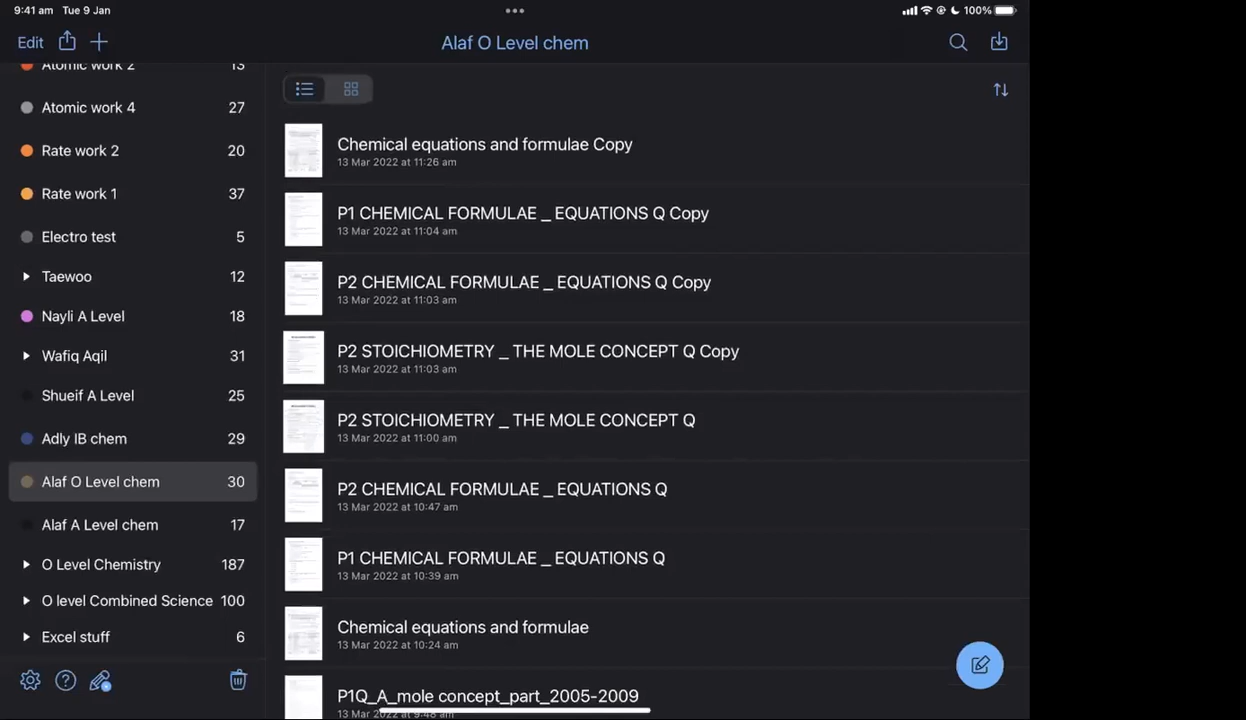 9:41 am Tue 9 Jan
100%
Edit
Alaf O Level chem
Atomic work 2 13
Atomic work 4 27
Rate work 2 20
Rate work 1 37
Electro test 5
Taewoo 12
Nayli A Level 18
Wafiq Aqil 31
Shueif A Level 25
Adly IB chem 29
Alaf O Level chem 30
Alaf A Level chem 17
O Level Chemistry 187
O level Combined Science 100
Excel stuff 6
Chemical equations and formulae Copy
13 Mar 2022 at 11:26 am
P1 CHEMICAL FORMULAE _ EQUATIONS Q Copy
13 Mar 2022 at 11:04 am
P2 CHEMICAL FORMULAE _ EQUATIONS Q Copy
13 Mar 2022 at 11:03 am
P2 STOICHIOMETRY _ THE MOLE CONCEPT Q Copy
13 Mar 2022 at 11:03 am
P2 STOICHIOMETRY _ THE MOLE CONCEPT Q
13 Mar 2022 at 11:00 am
P2 CHEMICAL FORMULAE _ EQUATIONS Q
13 Mar 2022 at 10:47 am
P1 CHEMICAL FORMULAE _ EQUATIONS Q
13 Mar 2022 at 10:39 am
Chemical equations and formulae
13 Mar 2022 at 10:24 am
P1Q_A_mole concept_part_2005-2009
13 Mar 2022 at 9:48 am